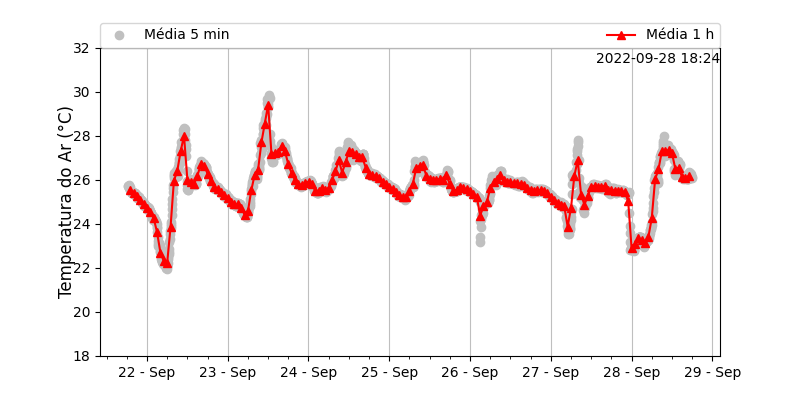 Média 5 min
Média 1 h
2022-09-28 18:24
Temperatura do Ar (°C)
32
30
28
26
24
22
20
18
22 - Sep
23 - Sep
24 - Sep
25 - Sep
26 - Sep
27 - Sep
28 - Sep
29 - Sep